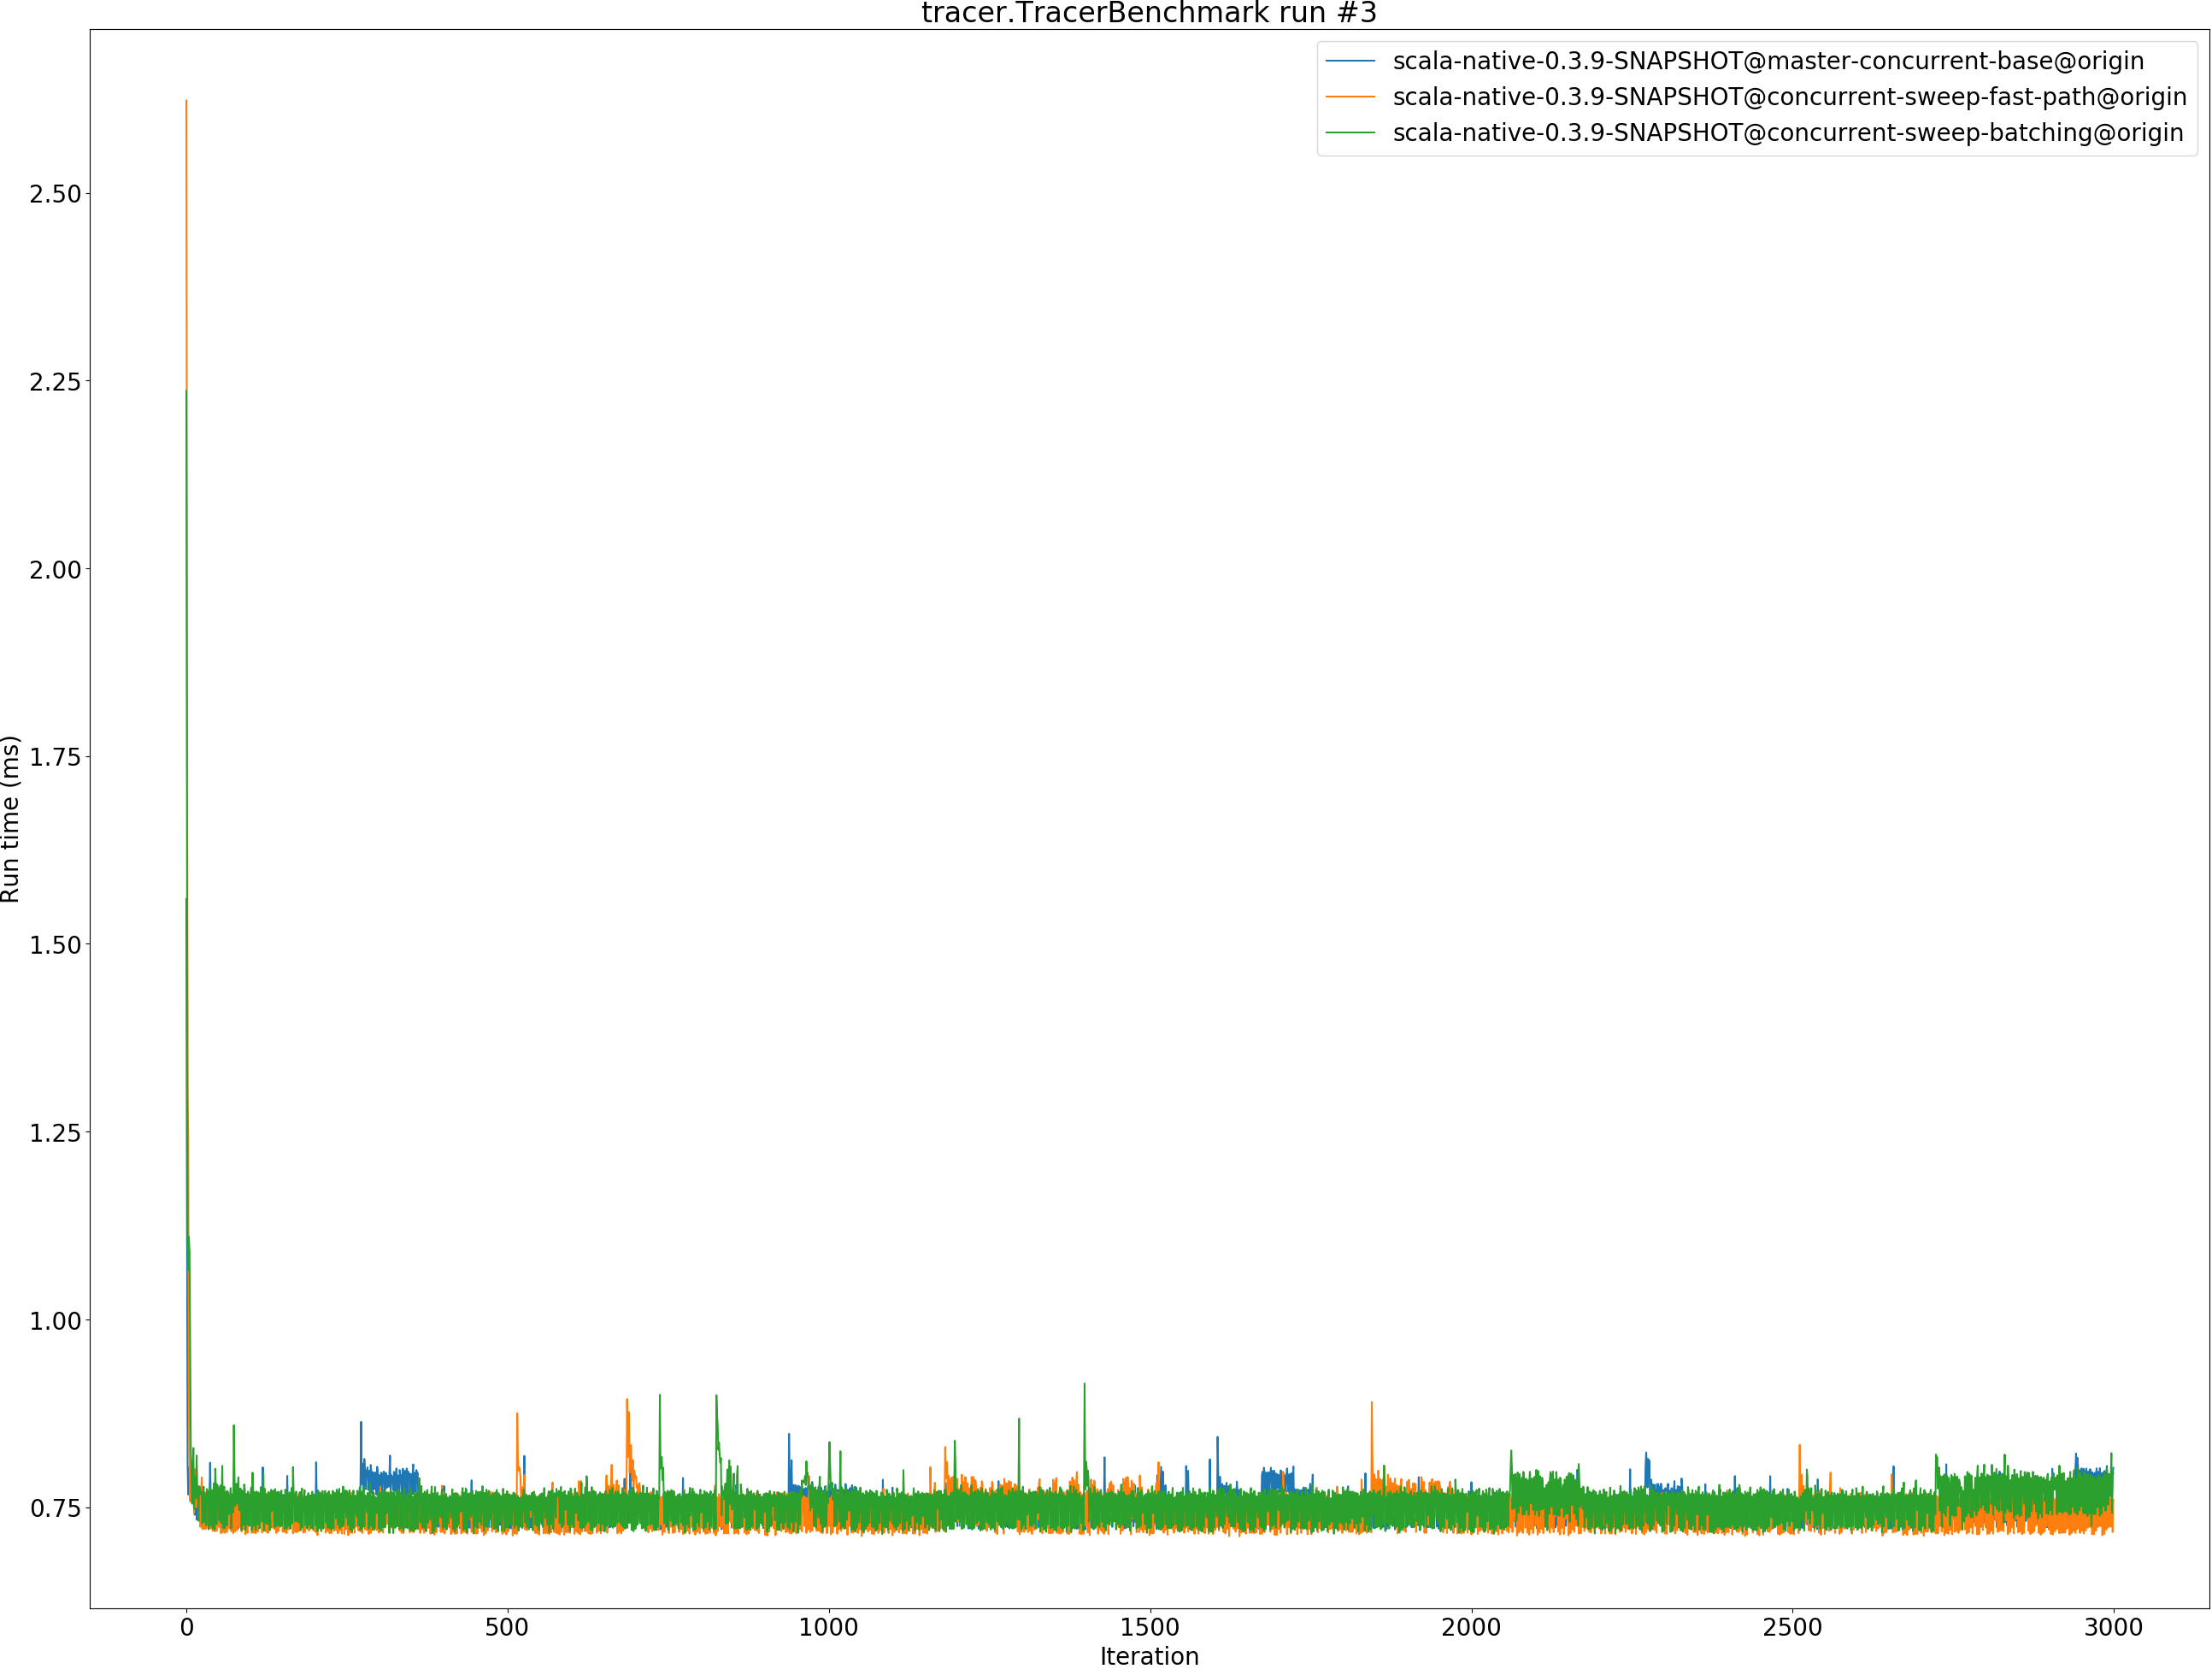 tracer.TracerBenchmark run #3
scala-native-0.3.9-SNAPSHOT@master-concurrent-base@origin
scala-native-0.3.9-SNAPSHOT@concurrent-sweep-fast-path@origin
scala-native-0.3.9-SNAPSHOT@concurrent-sweep-batching@origin
Run time (ms)
2.50
2.25
2.00
1.75
1.50
1.25
1.00
0.75
0 500 1000 1500 2000 2500 3000
Iteration